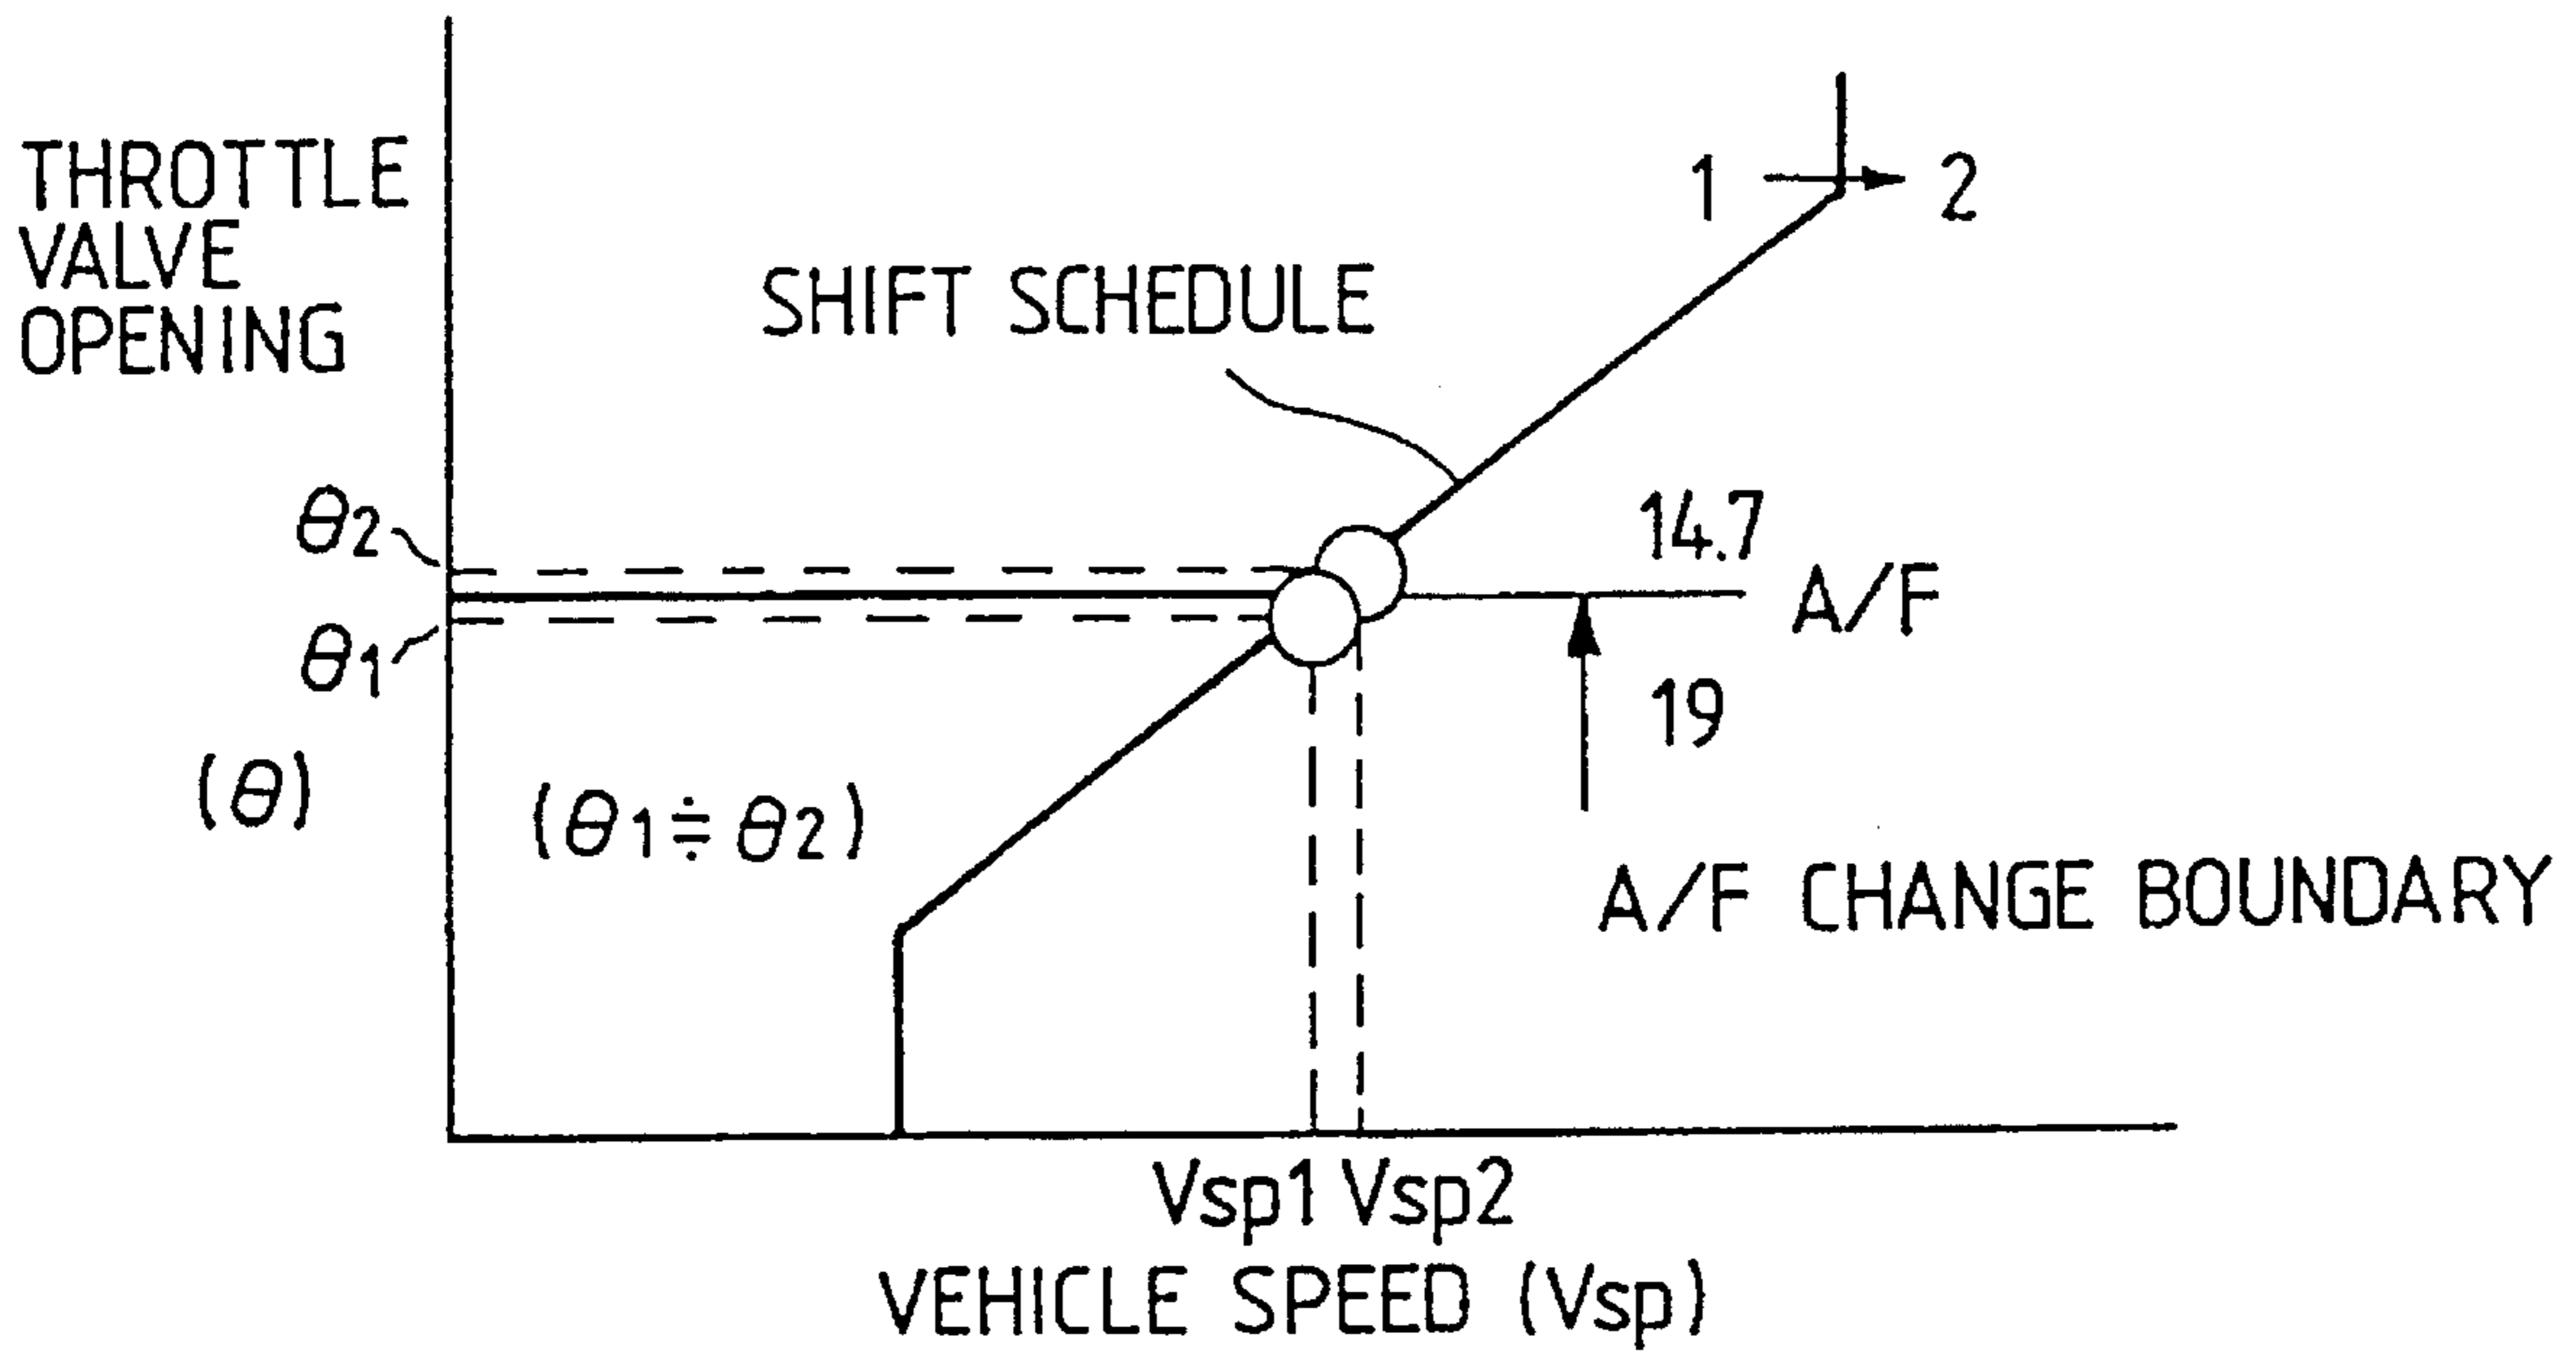 THROTTLE
VALVE
OPENING
1 2
SHIFT SCHEDULE
θ2
14.7
A/F
θ1
19
(θ)
(θ1≑θ2)
A/F CHANGE BOUNDARY
Vsp1 Vsp2
VEHICLE SPEED (Vsp)